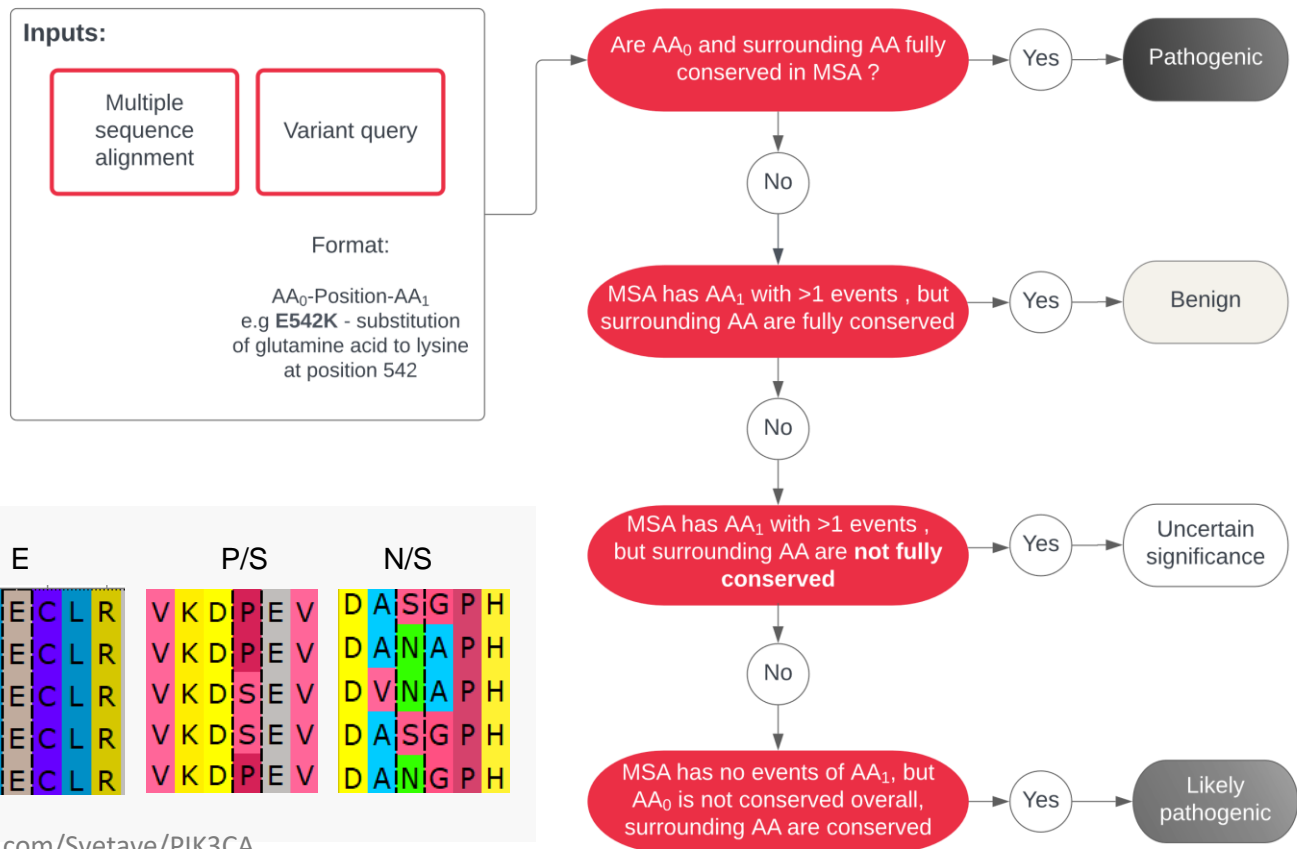 Inputs:
Multiple
sequence
alignment
Variant query
Format:
AA₀-Position-AA₁
e.g E542K - substitution
of glutamine acid to lysine
at position 542
Are AA₀ and surrounding AA fully
conserved in MSA ?
Yes
Pathogenic
No
MSA has AA₁ with >1 events , but
surrounding AA are fully conserved
Yes
Benign
No
MSA has AA₁ with >1 events ,
but surrounding AA are not fully
conserved
Yes
Uncertain
significance
No
MSA has no events of AA₁, but
AA₀ is not conserved overall,
surrounding AA are conserved
Yes
Likely
pathogenic
E
E C L R
E C L R
E C L R
E C L R
E C L R
P/S
V K D P E V
V K D P E V
V K D S E V
V K D S E V
V K D P E V
N/S
D A S G P H
D A N A P H
D V N A P H
D A S G P H
D A N G P H